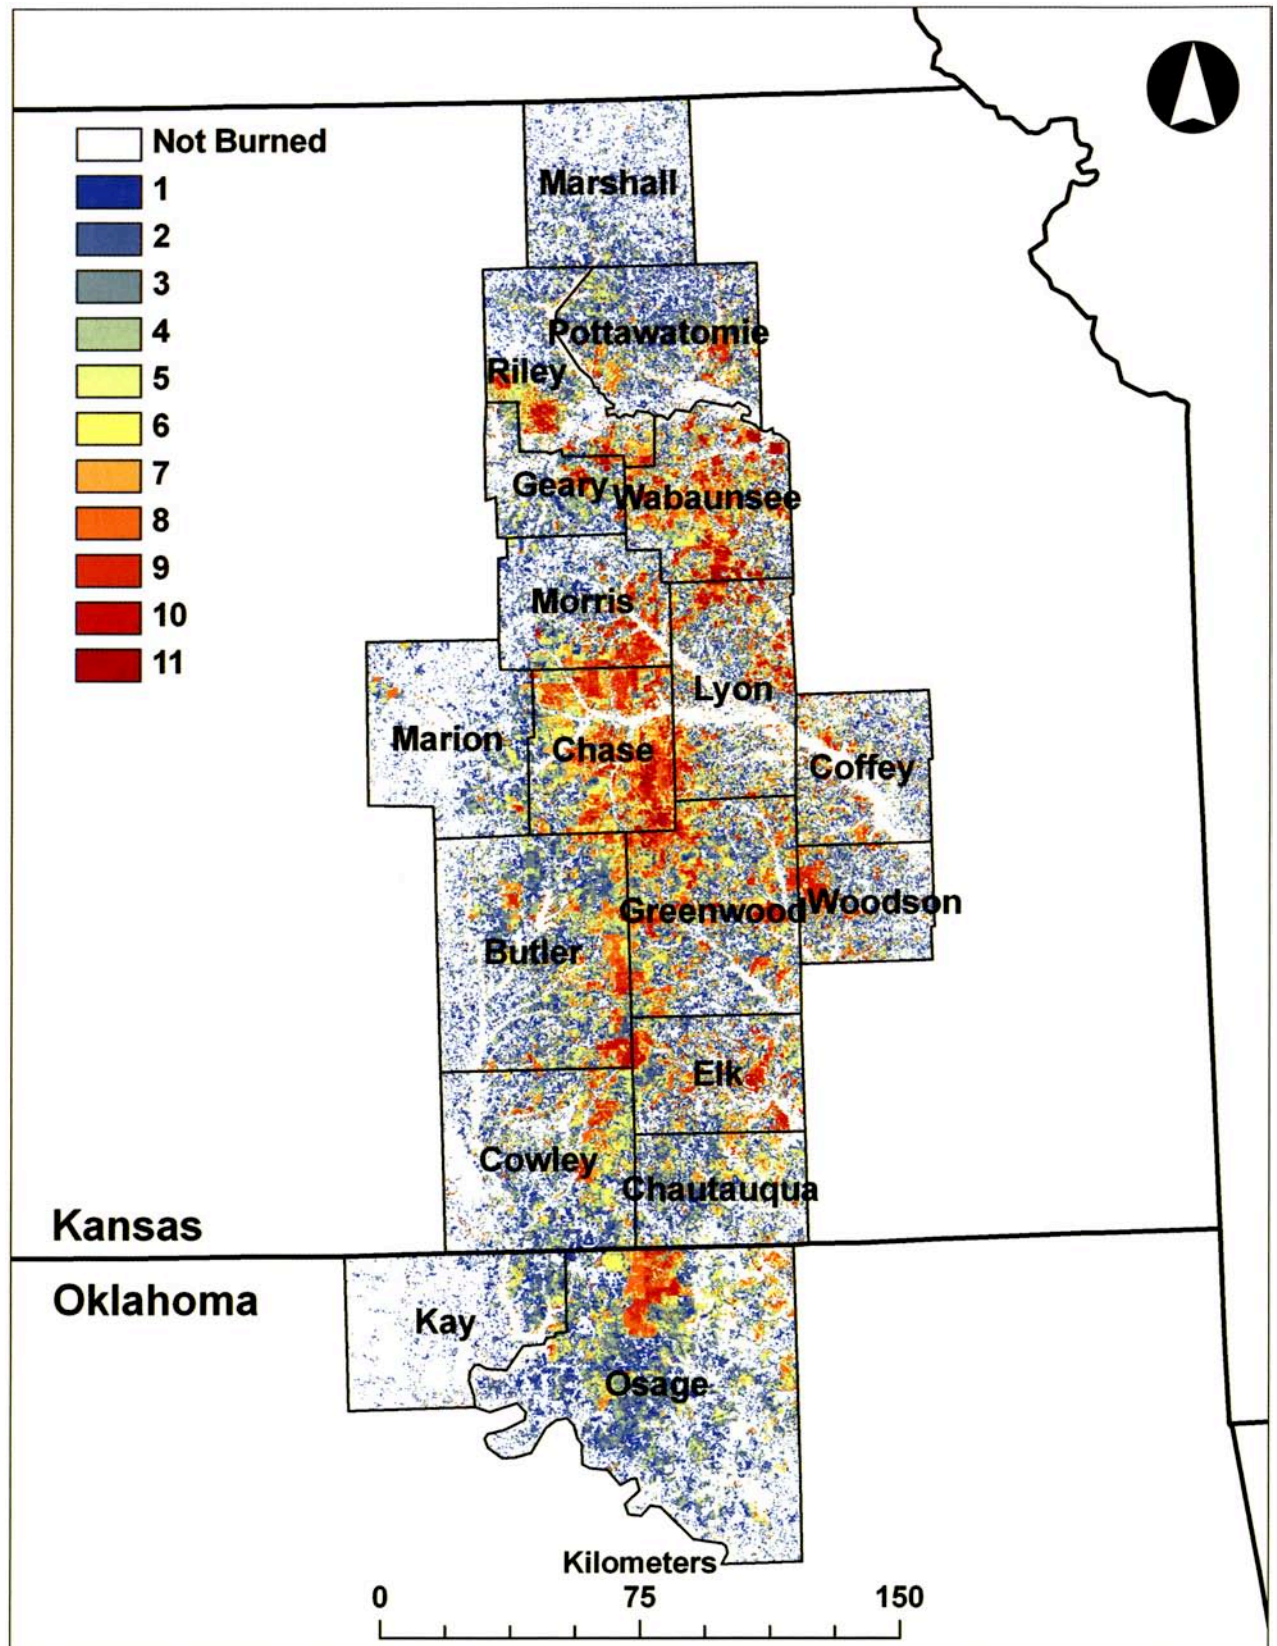 Not Burned
1
2
3
4
5
6
7
8
9
10
11
Marshall
Pottawatomie
Riley
Geary
Wabaunsee
Morris
Lyon
Marion
Chase
Coffey
Greenwood
Woodson
Butler
Elk
Cowley
Chautauqua
Kansas
Oklahoma
Kay
Osage
Kilometers
0 75 150